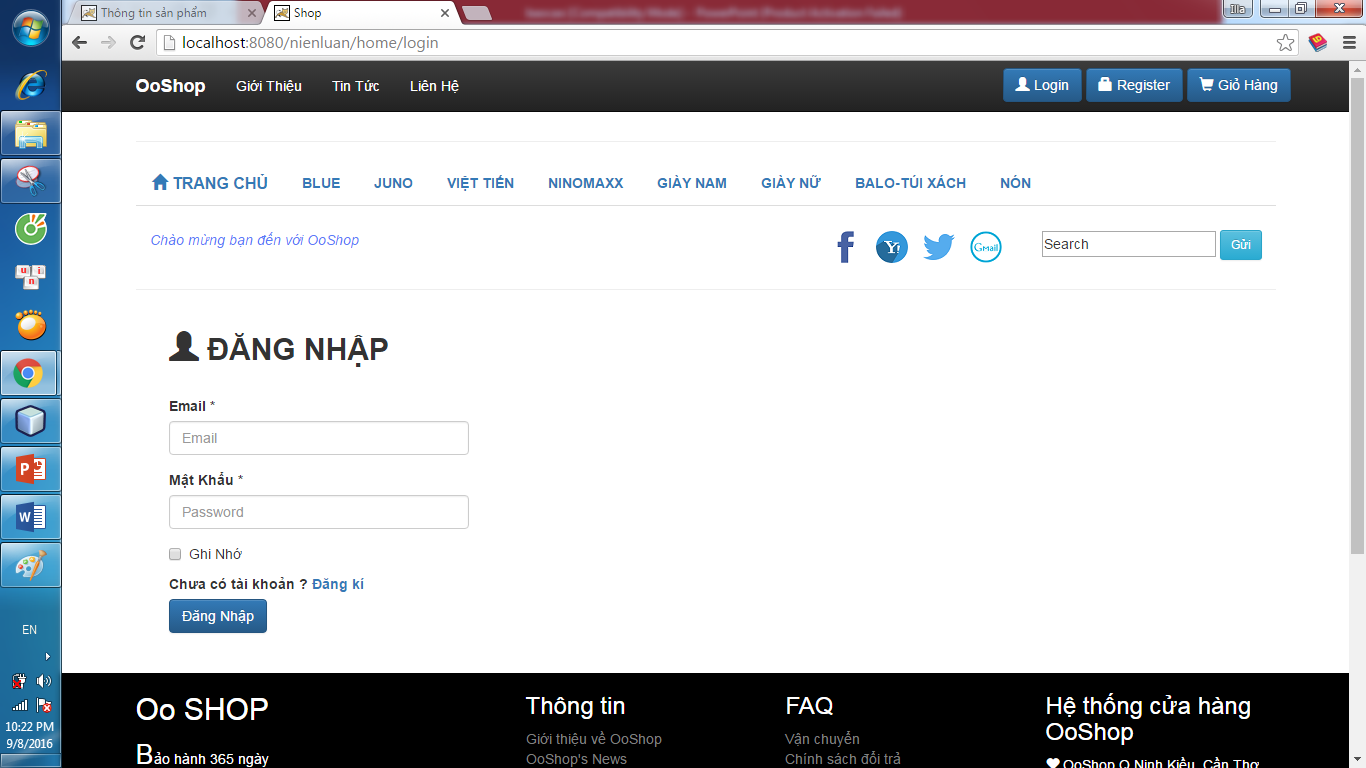 Thông tin sản phẩm
Shop
localhost:8080/nienluan/home/login
OoShop Giới Thiệu Tin Tức Liên Hệ Login Register Giỏ Hàng
TRANG CHỦ BLUE JUNO VIỆT TIẾN NINOMAXX GIÀY NAM GIÀY NỮ BALO-TÚI XÁCH NÓN
Chào mừng bạn đến với OoShop
f Y! Gmail Search Gửi
ĐĂNG NHẬP
Email *
Email
Mật Khẩu *
Password
Ghi Nhớ
Chưa có tài khoản ? Đăng kí
Đăng Nhập
Oo SHOP
Bảo hành 365 ngày
Thông tin
Giới thiệu về OoShop
OoShop's News
FAQ
Vận chuyển
Chính sách đổi trả
Hệ thống cửa hàng
OoShop
OoShop Q.Ninh Kiều, Cần Thơ
EN
10:22 PM
9/8/2016